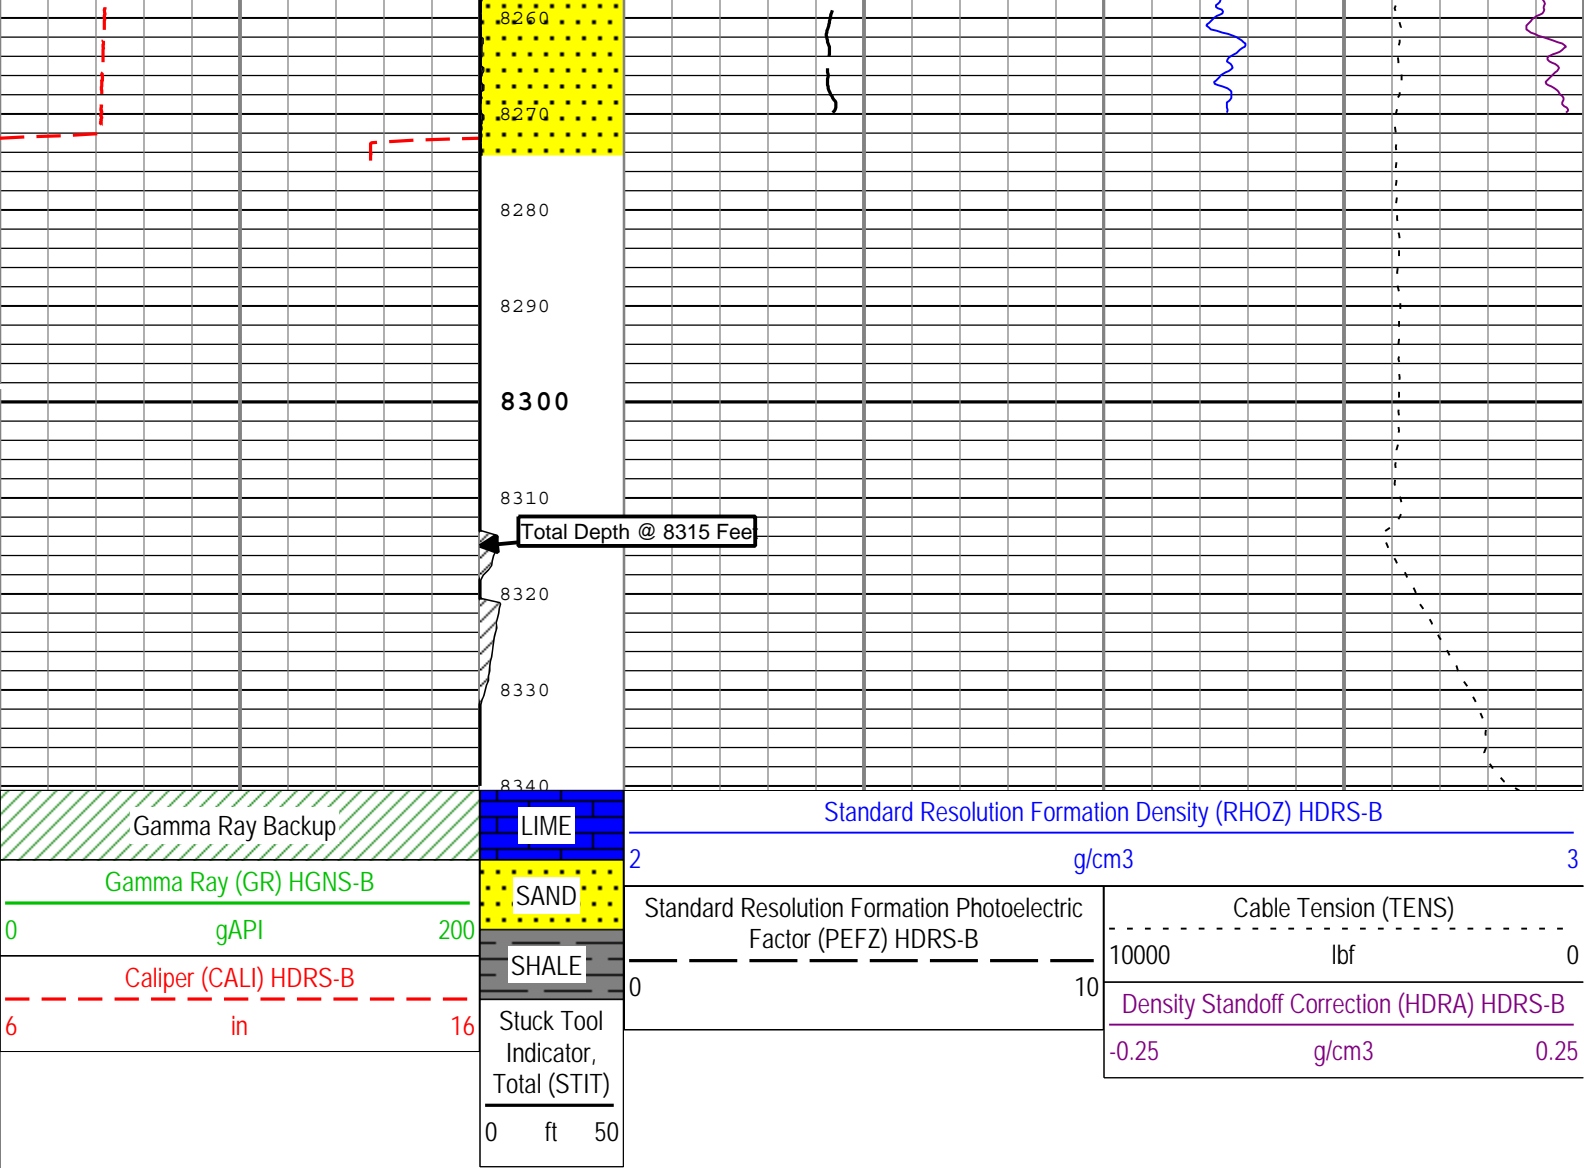 8260
8270
8280
8290
8300
8310
Total Depth @ 8315 Fee
8320
8330
8340
Gamma Ray Backup
Gamma Ray (GR) HGNS-B
0 gAPI 200
Caliper (CALI) HDRS-B
6 in 16
LIME
SAND
SHALE
Stuck Tool
Indicator,
Total (STIT)
0 ft 50
Standard Resolution Formation Density (RHOZ) HDRS-B
2 g/cm3 3
Standard Resolution Formation Photoelectric
Factor (PEFZ) HDRS-B
0 10
Cable Tension (TENS)
10000 lbf 0
Density Standoff Correction (HDRA) HDRS-B
-0.25 g/cm3 0.25